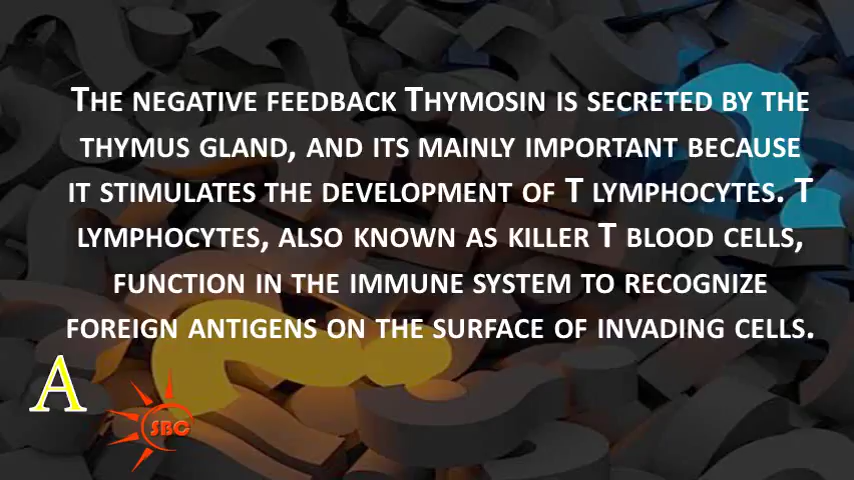 THE NEGATIVE FEEDBACK THYMOSIN IS SECRETED BY THE
THYMUS GLAND, AND ITS MAINLY IMPORTANT BECAUSE
IT STIMULATES THE DEVELOPMENT OF T LYMPHOCYTES. T
LYMPHOCYTES, ALSO KNOWN AS KILLER T BLOOD CELLS,
FUNCTION IN THE IMMUNE SYSTEM TO RECOGNIZE
FOREIGN ANTIGENS ON THE SURFACE OF INVADING CELLS.
A
SBC